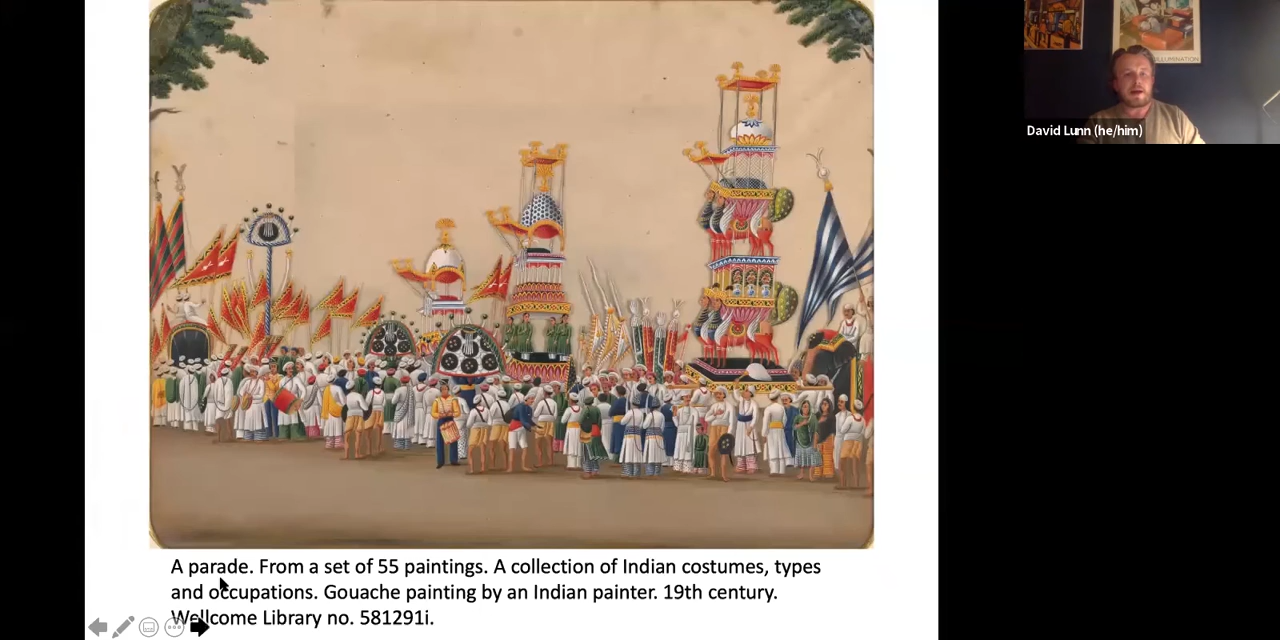 ILLUMINATION
David Lunn (he/him)
A parade. From a set of 55 paintings. A collection of Indian costumes, types
and occupations. Gouache painting by an Indian painter. 19th century.
Wellcome Library no. 581291i.